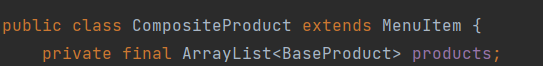 public class CompositeProduct extends MenuItem {
    private final ArrayList<BaseProduct> products;